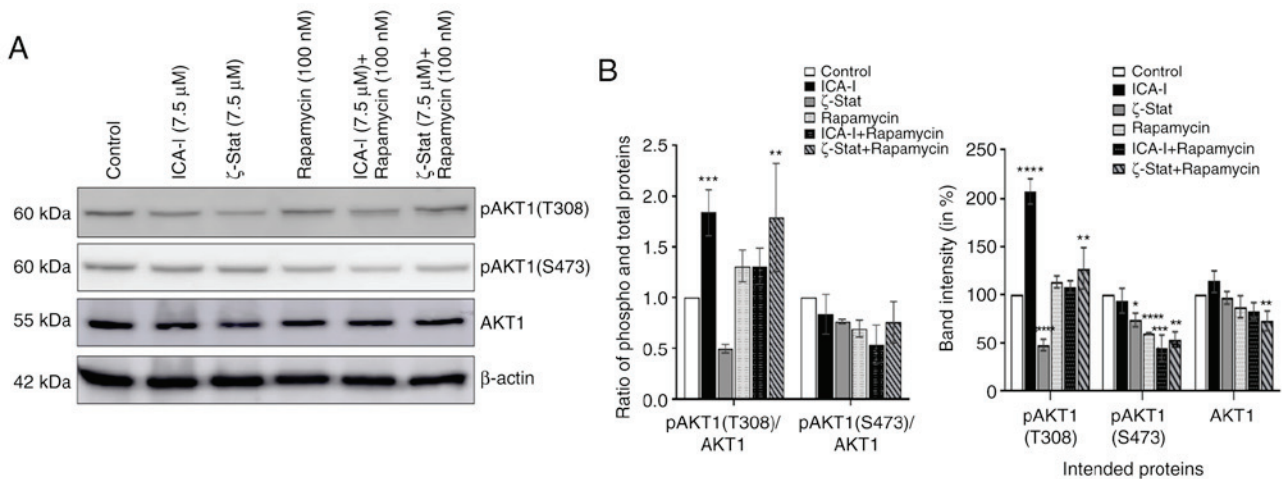 A
Control
ICA-I (7.5 μM)
ζ-Stat (7.5 μM)
Rapamycin (100 nM)
ICA-I (7.5 μM)+
Rapamycin (100 nM)
ζ-Stat (7.5 μM)+
Rapamycin (100 nM)
60 kDa
pAKT1(T308)
60 kDa
pAKT1(S473)
55 kDa
AKT1
42 kDa
β-actin
B
Control
ICA-I
ζ-Stat
Rapamycin
ICA-I+Rapamycin
ζ-Stat+Rapamycin
Ratio of phospho and total proteins
2.5
2.0
1.5
1.0
0.5
0.0
***
**
pAKT1(T308)/
AKT1
pAKT1(S473)/
AKT1
Control
ICA-I
ζ-Stat
Rapamycin
ICA-I+Rapamycin
ζ-Stat+Rapamycin
Band intensity (in %)
250
200
150
100
50
0
****
****
**
*
****
***
**
**
pAKT1
(T308)
pAKT1
(S473)
AKT1
Intended proteins